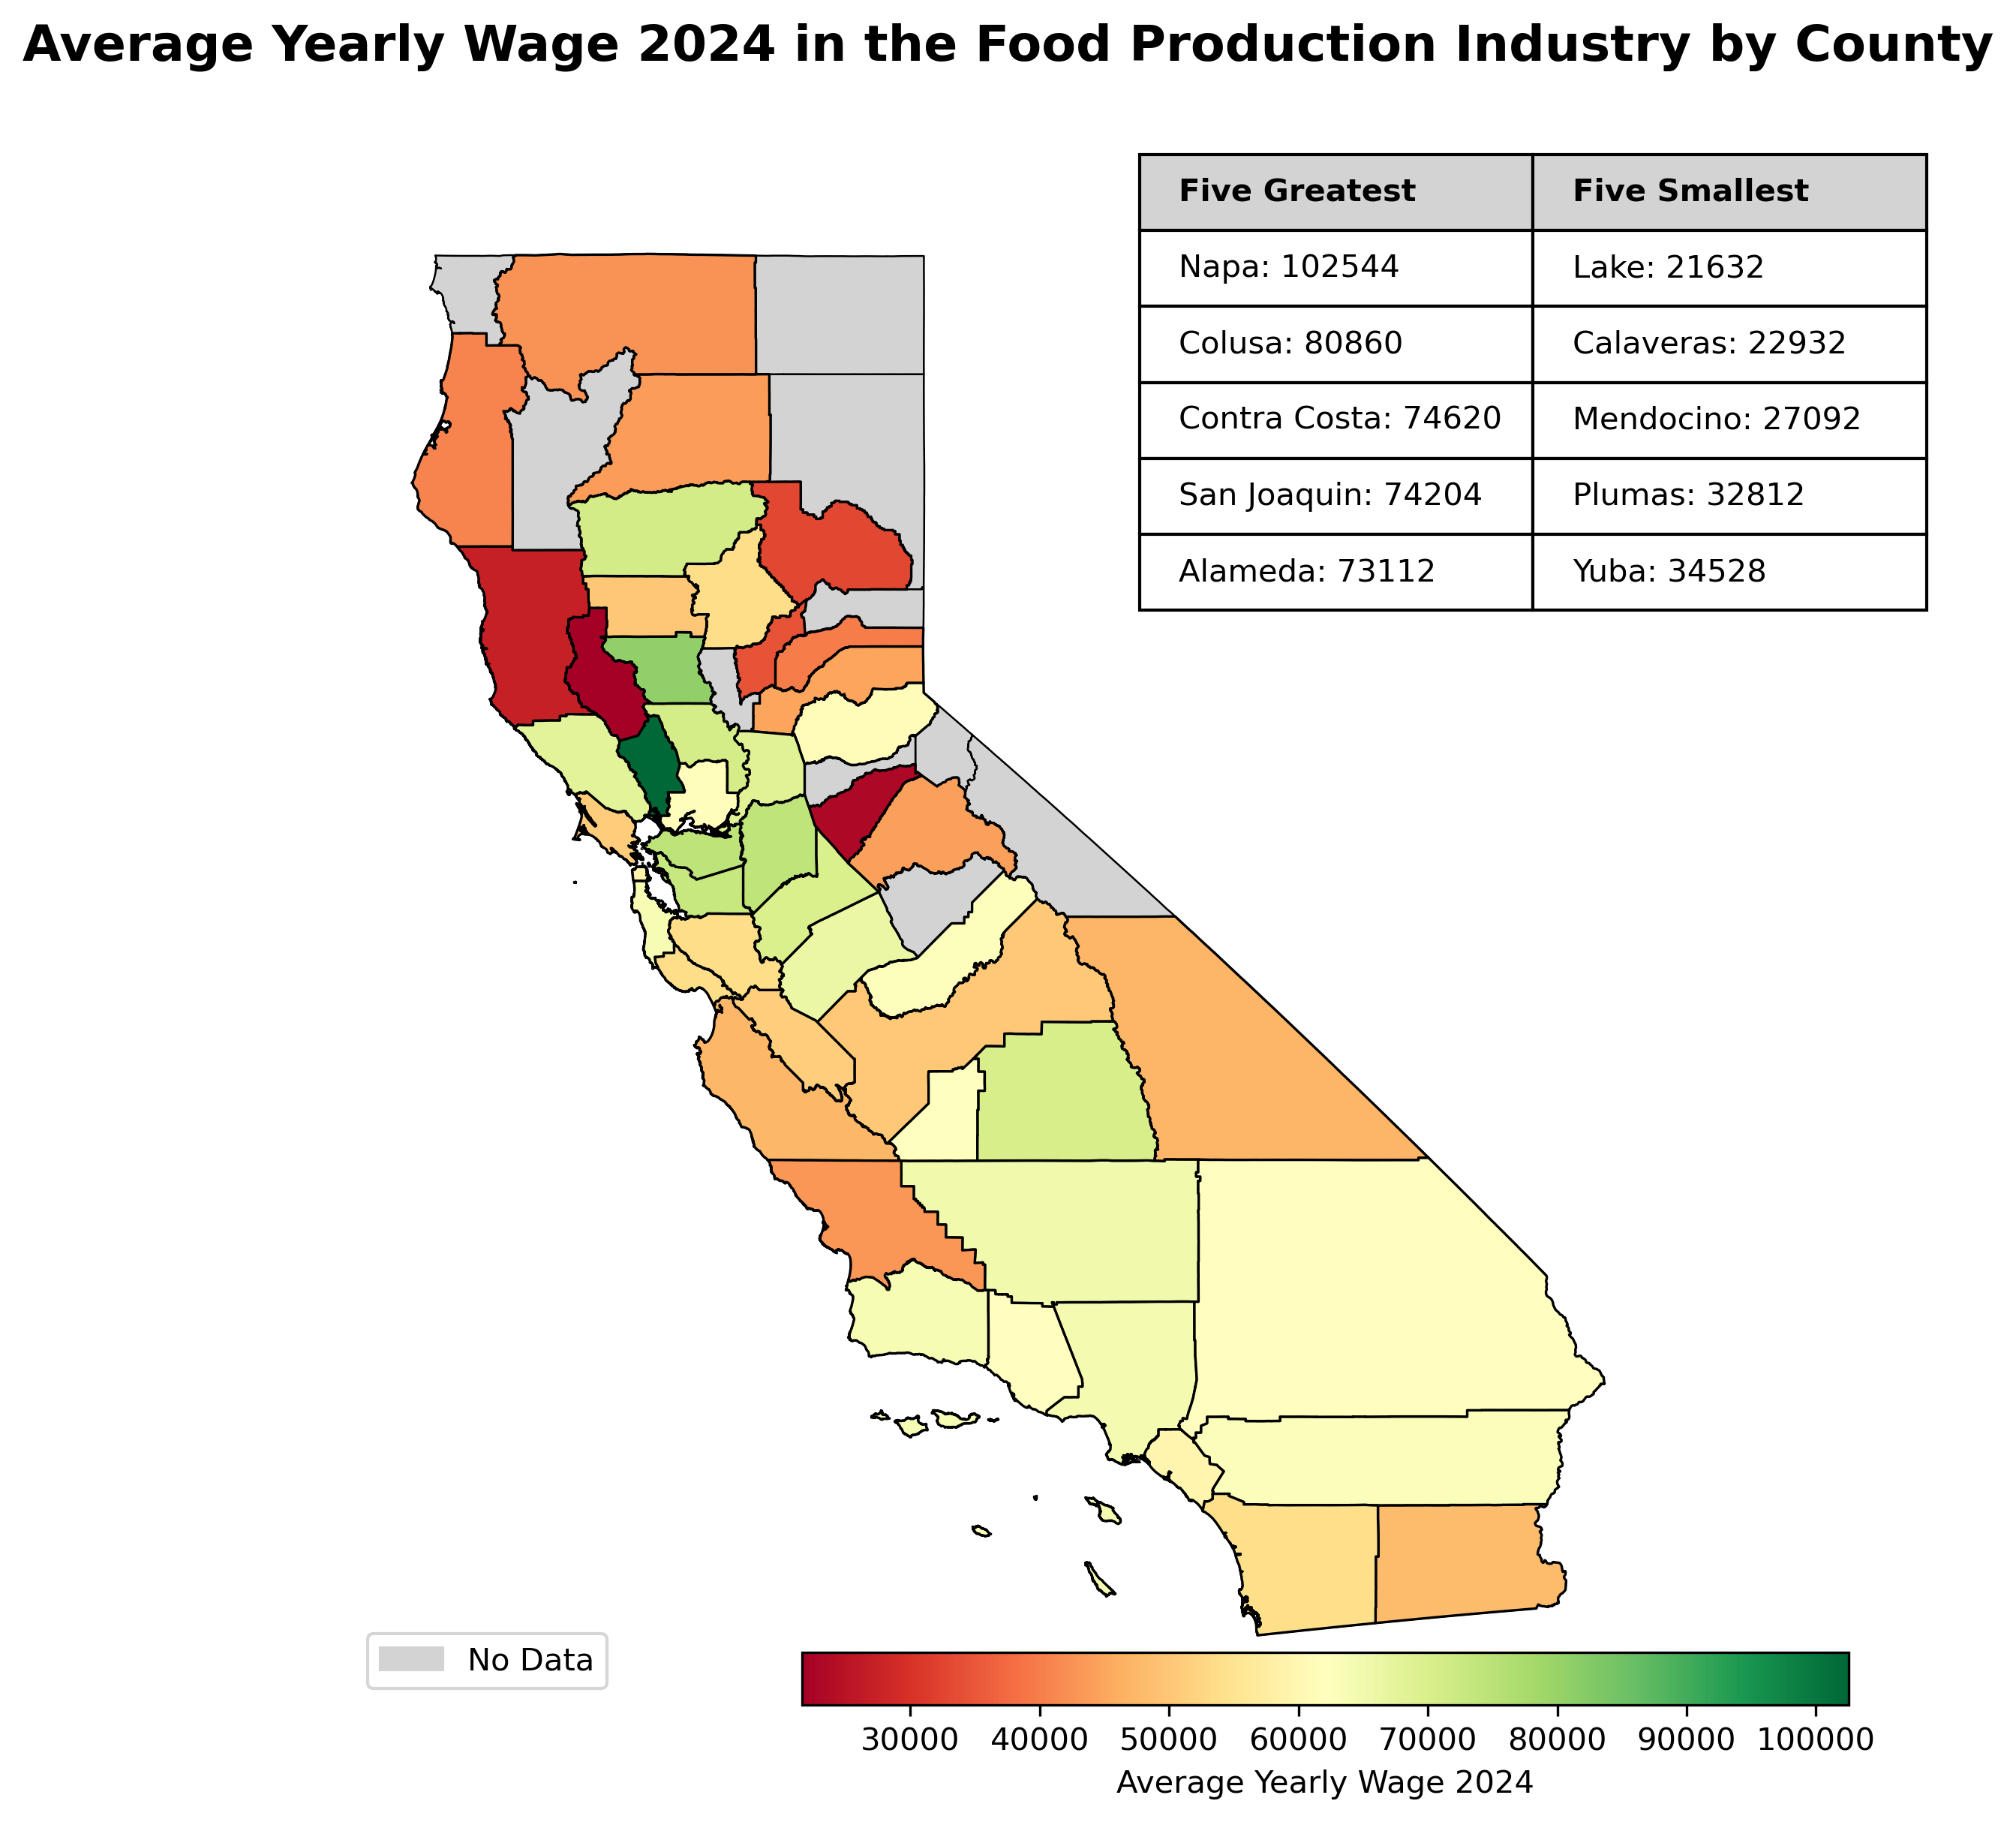 Average Yearly Wage 2024 in the Food Production Industry by County
Five Greatest Five Smallest
Napa: 102544 Lake: 21632
Colusa: 80860 Calaveras: 22932
Contra Costa: 74620 Mendocino: 27092
San Joaquin: 74204 Plumas: 32812
Alameda: 73112 Yuba: 34528
No Data
30000 40000 50000 60000 70000 80000 90000 100000
Average Yearly Wage 2024